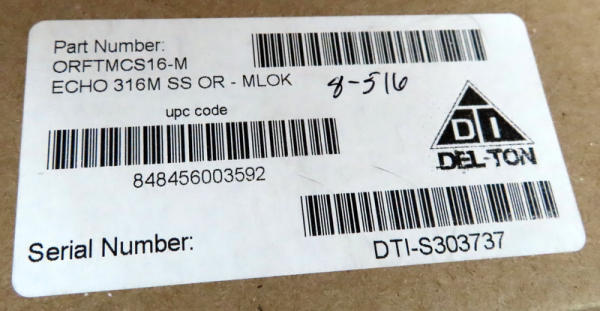 Part Number:
ORFTMCS16-M
ECHO 316M SS OR - MLOK
8-516
upc code
848456003592
DTI
DEL-TON
Serial Number:
DTI-S303737